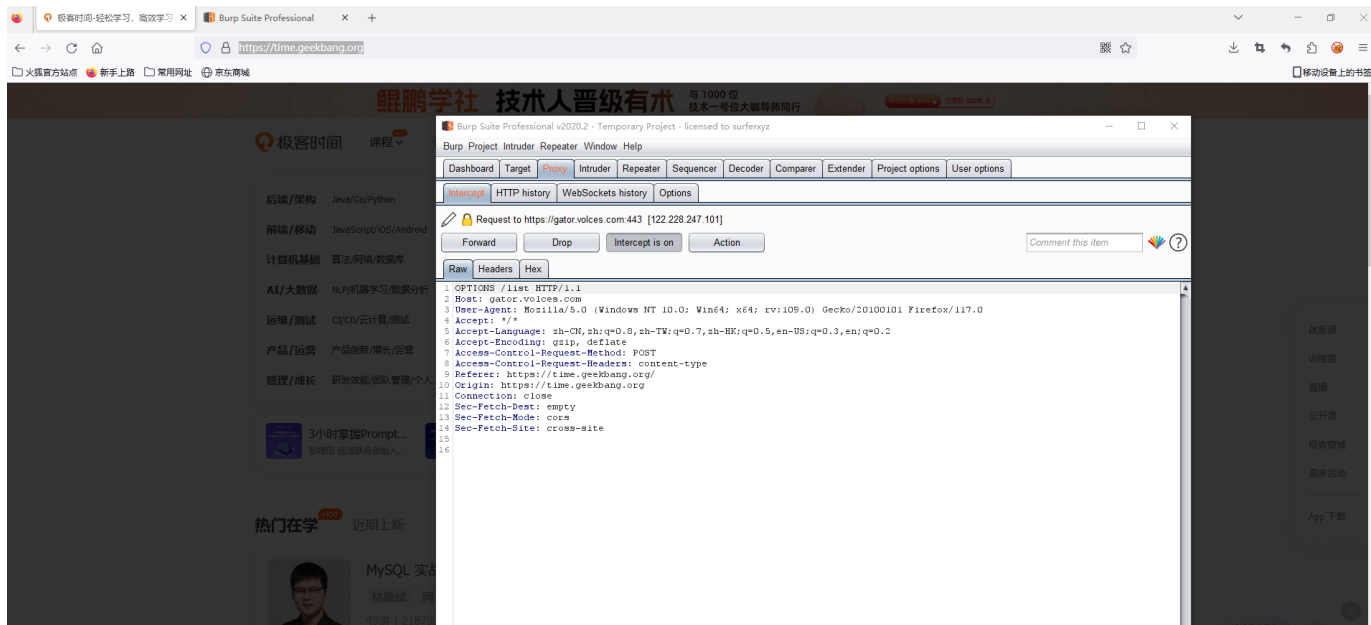 极客时间-轻松学习，高效学习-
Burp Suite Professional
https://time.geekbang.org
火狐官方站点 新手上路 常用网址 京东商城
移动设备上的书签
鲲鹏学社 技术人晋级有术 与 1000 位
技术一号位大咖导师同行
极客时间 课程
Burp Suite Professional v2020.2 - Temporary Project - licensed to surferxyz
Burp Project Intruder Repeater Window Help
Dashboard Target Proxy Intruder Repeater Sequencer Decoder Comparer Extender Project options User options
Intercept HTTP history WebSockets history Options
Request to https://gator.volces.com:443 [122.228.247.101]
Forward Drop Intercept is on Action Comment this item
Raw Headers Hex
1 OPTIONS /list HTTP/1.1
2 Host: gator.volces.com
3 User-Agent: Mozilla/5.0 (Windows NT 10.0; Win64; x64; rv:109.0) Gecko/20100101 Firefox/117.0
4 Accept: */*
5 Accept-Language: zh-CN,zh;q=0.8,zh-TW;q=0.7,zh-HK;q=0.5,en-US;q=0.3,en;q=0.2
6 Accept-Encoding: gzip, deflate
7 Access-Control-Request-Method: POST
8 Access-Control-Request-Headers: content-type
9 Referer: https://time.geekbang.org/
10 Origin: https://time.geekbang.org
11 Connection: close
12 Sec-Fetch-Dest: empty
13 Sec-Fetch-Mode: cors
14 Sec-Fetch-Site: cross-site
15
16
后端/架构 Java/Go/Python
前端/移动 JavaScript/iOS/Android
计算机基础 算法/网络/数据库
AI/大数据 NLP/机器学习/数据分析
运维/测试 CI/CD/云计算/测试
产品/运营 产品创新/增长/运营
管理/成长 研发效能/团队管理/个人
3小时掌握Prompt...
热门在学 HOT 近期上新
MySQL 实战
林晓斌 网
体系课
训练营
直播
公开课
极客商城
更多活动
App 下载